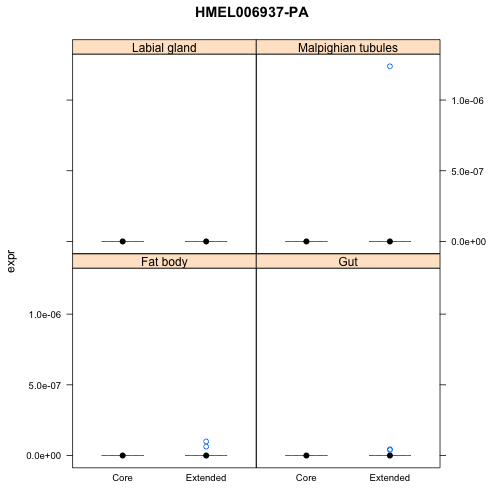 HMEL006937-PA
Labial gland
Malpighian tubules
1.0e-06
5.0e-07
0.0e+00
expr
Fat body
Gut
1.0e-06
5.0e-07
0.0e+00
Core
Extended
Core
Extended